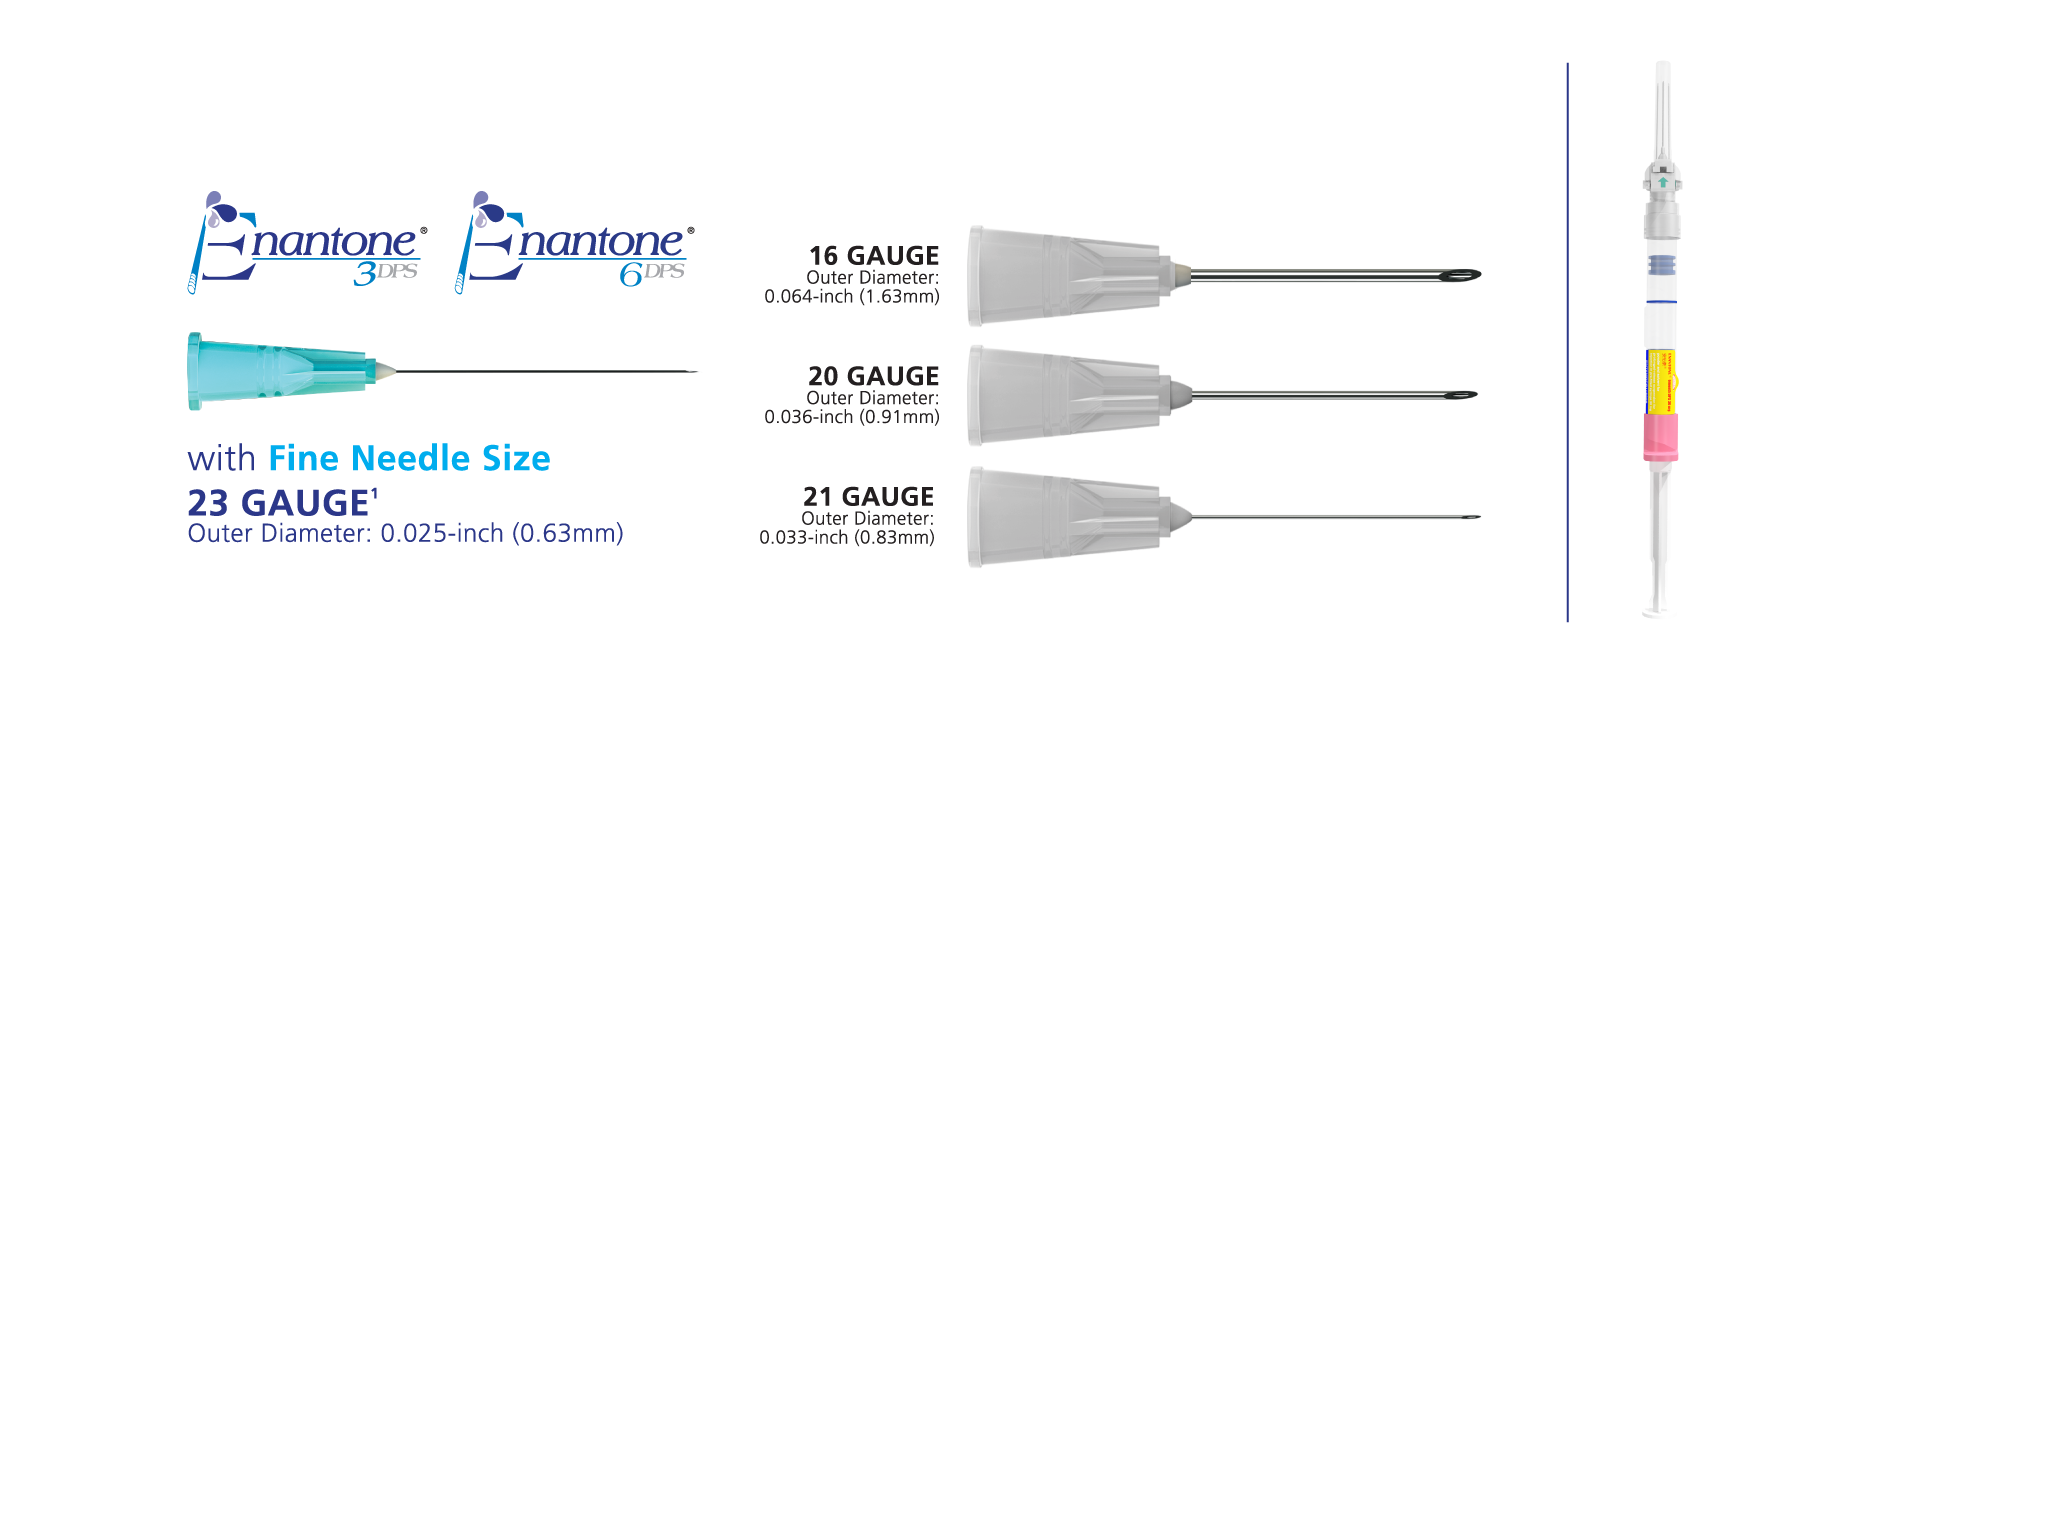 Enantone®
3DPS
Enantone®
6DPS
with Fine Needle Size
23 GAUGE¹
Outer Diameter: 0.025-inch (0.63mm)
16 GAUGE
Outer Diameter:
0.064-inch (1.63mm)
20 GAUGE
Outer Diameter:
0.036-inch (0.91mm)
21 GAUGE
Outer Diameter:
0.033-inch (0.83mm)